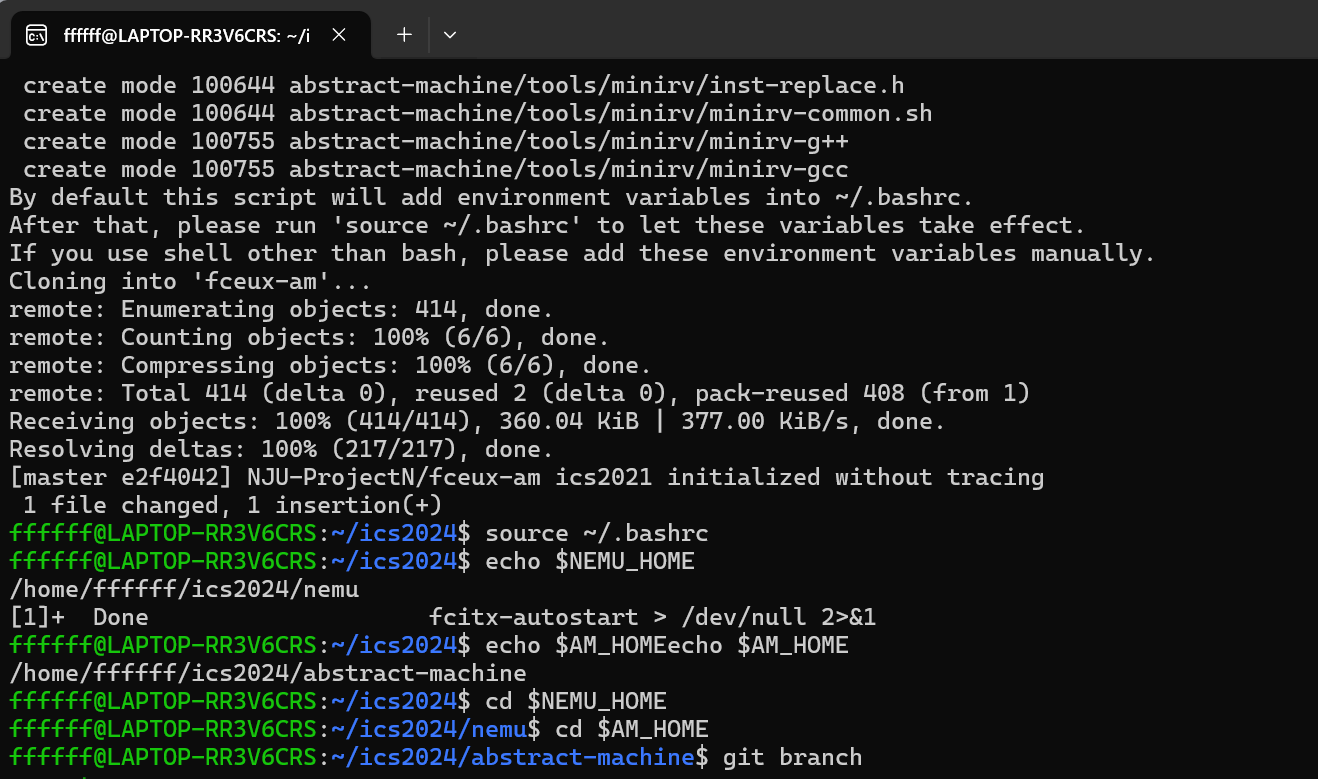 ffffff@LAPTOP-RR3V6CRS: ~/i
create mode 100644 abstract-machine/tools/minirv/inst-replace.h
create mode 100644 abstract-machine/tools/minirv/minirv-common.sh
create mode 100755 abstract-machine/tools/minirv/minirv-g++
create mode 100755 abstract-machine/tools/minirv/minirv-gcc
By default this script will add environment variables into ~/.bashrc.
After that, please run 'source ~/.bashrc' to let these variables take effect.
If you use shell other than bash, please add these environment variables manually.
Cloning into 'fceux-am'...
remote: Enumerating objects: 414, done.
remote: Counting objects: 100% (6/6), done.
remote: Compressing objects: 100% (6/6), done.
remote: Total 414 (delta 0), reused 2 (delta 0), pack-reused 408 (from 1)
Receiving objects: 100% (414/414), 360.04 KiB | 377.00 KiB/s, done.
Resolving deltas: 100% (217/217), done.
[master e2f4042] NJU-ProjectN/fceux-am ics2021 initialized without tracing
 1 file changed, 1 insertion(+)
ffffff@LAPTOP-RR3V6CRS:~/ics2024$ source ~/.bashrc
ffffff@LAPTOP-RR3V6CRS:~/ics2024$ echo $NEMU_HOME
/home/ffffff/ics2024/nemu
[1]+  Done                    fcitx-autostart > /dev/null 2>&1
ffffff@LAPTOP-RR3V6CRS:~/ics2024$ echo $AM_HOMEecho $AM_HOME
/home/ffffff/ics2024/abstract-machine
ffffff@LAPTOP-RR3V6CRS:~/ics2024$ cd $NEMU_HOME
ffffff@LAPTOP-RR3V6CRS:~/ics2024/nemu$ cd $AM_HOME
ffffff@LAPTOP-RR3V6CRS:~/ics2024/abstract-machine$ git branch